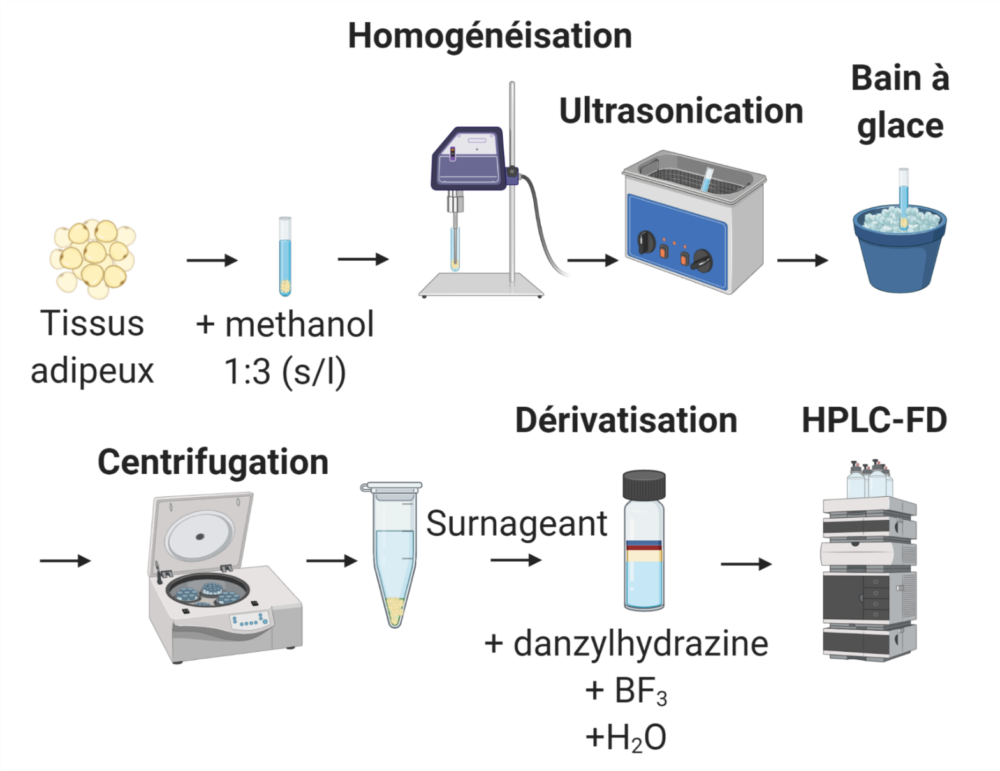 Homogénéisation
Ultrasonication
Bain à
glace
Tissus
adipeux
+ methanol
1:3 (s/l)
Centrifugation
Surnageant
Dérivatisation
+ danzylhydrazine
+ BF₃
+H₂O
HPLC-FD